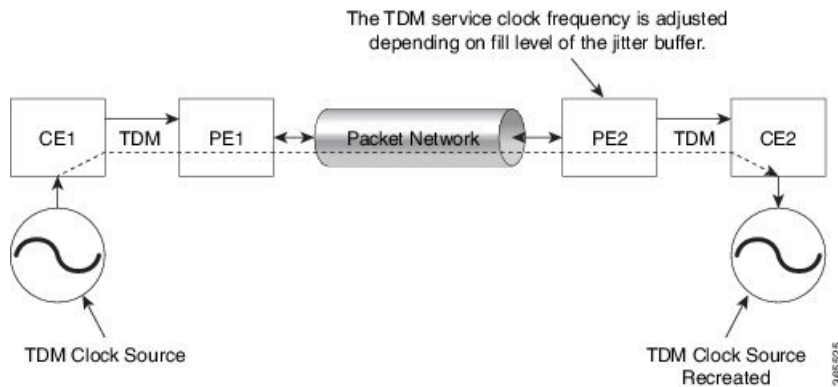 The TDM service clock frequency is adjusted
depending on fill level of the jitter buffer.
CE1
TDM
PE1
Packet Network
PE2
TDM
CE2
TDM Clock Source
TDM Clock Source
Recreated